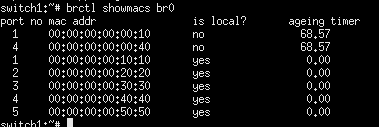 switch1:~# brctl showmacs br0
port no mac addr is local? ageing timer
1 00:00:00:00:00:10 no 68.57
4 00:00:00:00:00:40 no 68.57
1 00:00:00:00:10:10 yes 0.00
2 00:00:00:00:20:20 yes 0.00
3 00:00:00:00:30:30 yes 0.00
4 00:00:00:00:40:40 yes 0.00
5 00:00:00:00:50:50 yes 0.00
switch1:~#